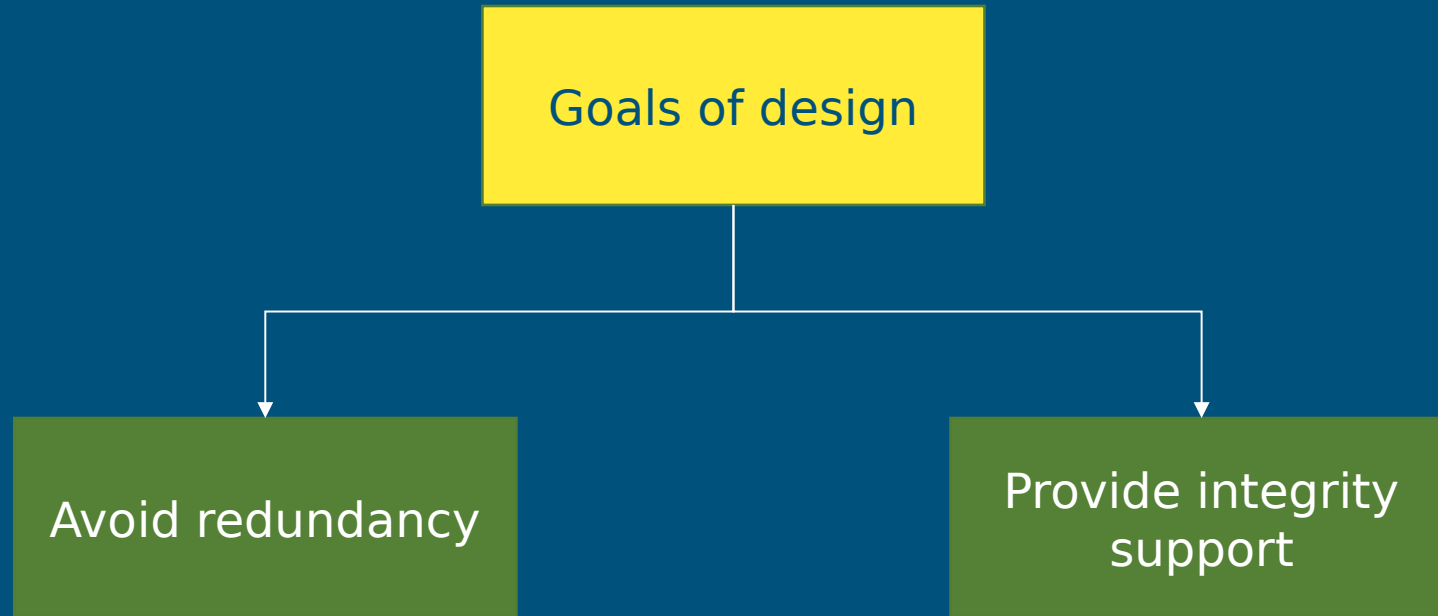 Goals of design
Avoid redundancy
Provide integrity
support